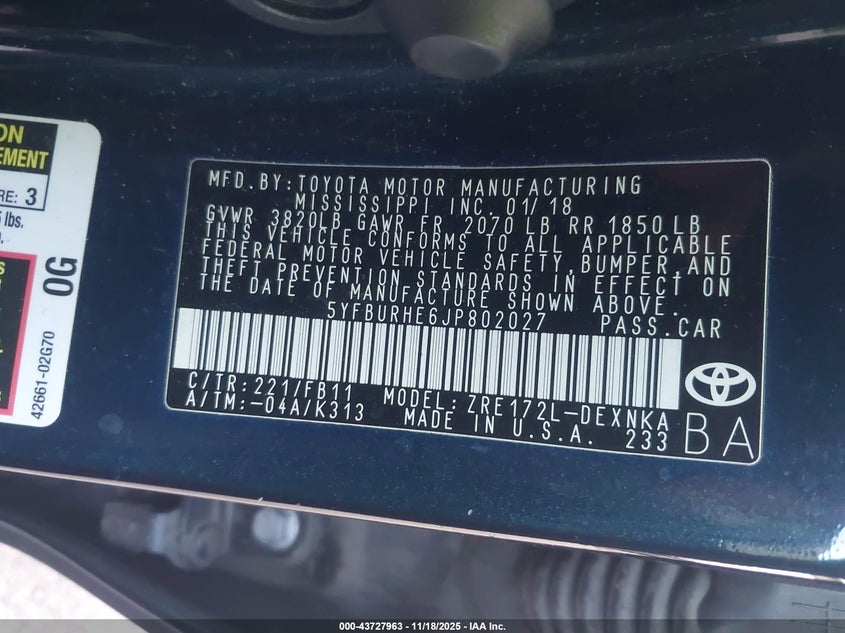 ON
EMENT
RE: 3
lbs.
0G
42661-02G70
MFD.BY:TOYOTA MOTOR MANUFACTURING
MISSISSIPPI INC. 01/18
GVWR 3820LB GAWR FR 2070 LB RR 1850 LB
THIS VEHICLE CONFORMS TO ALL APPLICABLE
FEDERAL MOTOR VEHICLE SAFETY,BUMPER,AND
THEFT PREVENTION STANDARDS IN EFFECT ON
THE DATE OF MANUFACTURE SHOWN ABOVE.
5YFBURHE6JP802027 PASS.CAR
C/TR:221/FB11 MODEL:ZRE172L-DEXNKA
A/TM:-04A/K313 MADE IN U.S.A. 233
BA
000-43727963 - 11/18/2025 - IAA Inc.